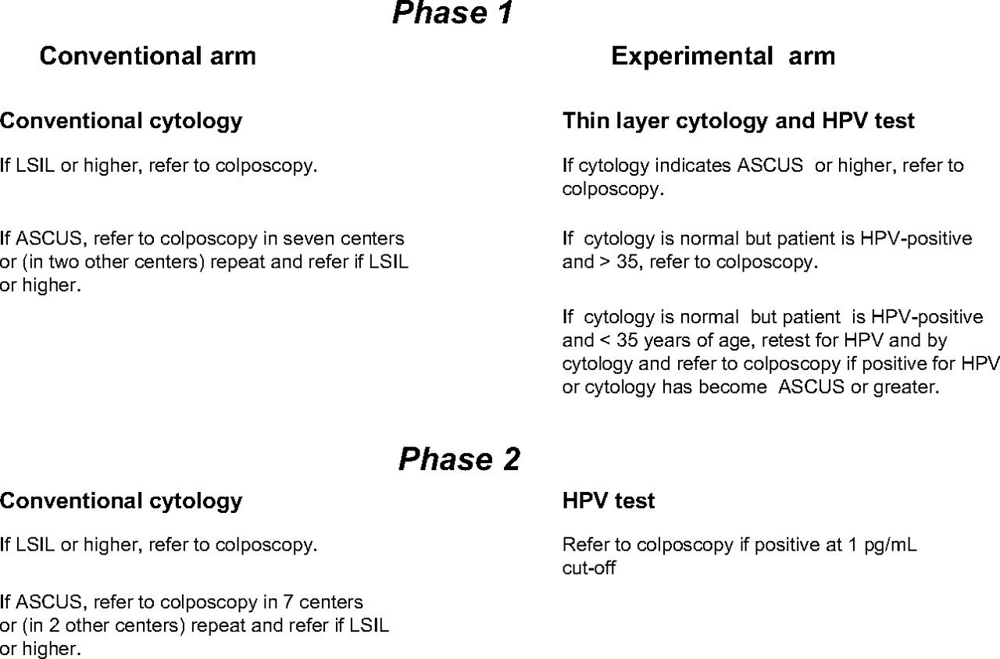 Phase 1
Conventional arm
Experimental arm
Conventional cytology
If LSIL or higher, refer to colposcopy.
If ASCUS, refer to colposcopy in seven centers
or (in two other centers) repeat and refer if LSIL
or higher.
Thin layer cytology and HPV test
If cytology indicates ASCUS or higher, refer to
colposcopy.
If cytology is normal but patient is HPV-positive
and > 35, refer to colposcopy.
If cytology is normal but patient is HPV-positive
and < 35 years of age, retest for HPV and by
cytology and refer to colposcopy if positive for HPV
or cytology has become ASCUS or greater.
Phase 2
Conventional cytology
If LSIL or higher, refer to colposcopy.
If ASCUS, refer to colposcopy in 7 centers
or (in 2 other centers) repeat and refer if LSIL
or higher.
HPV test
Refer to colposcopy if positive at 1 pg/mL
cut-off